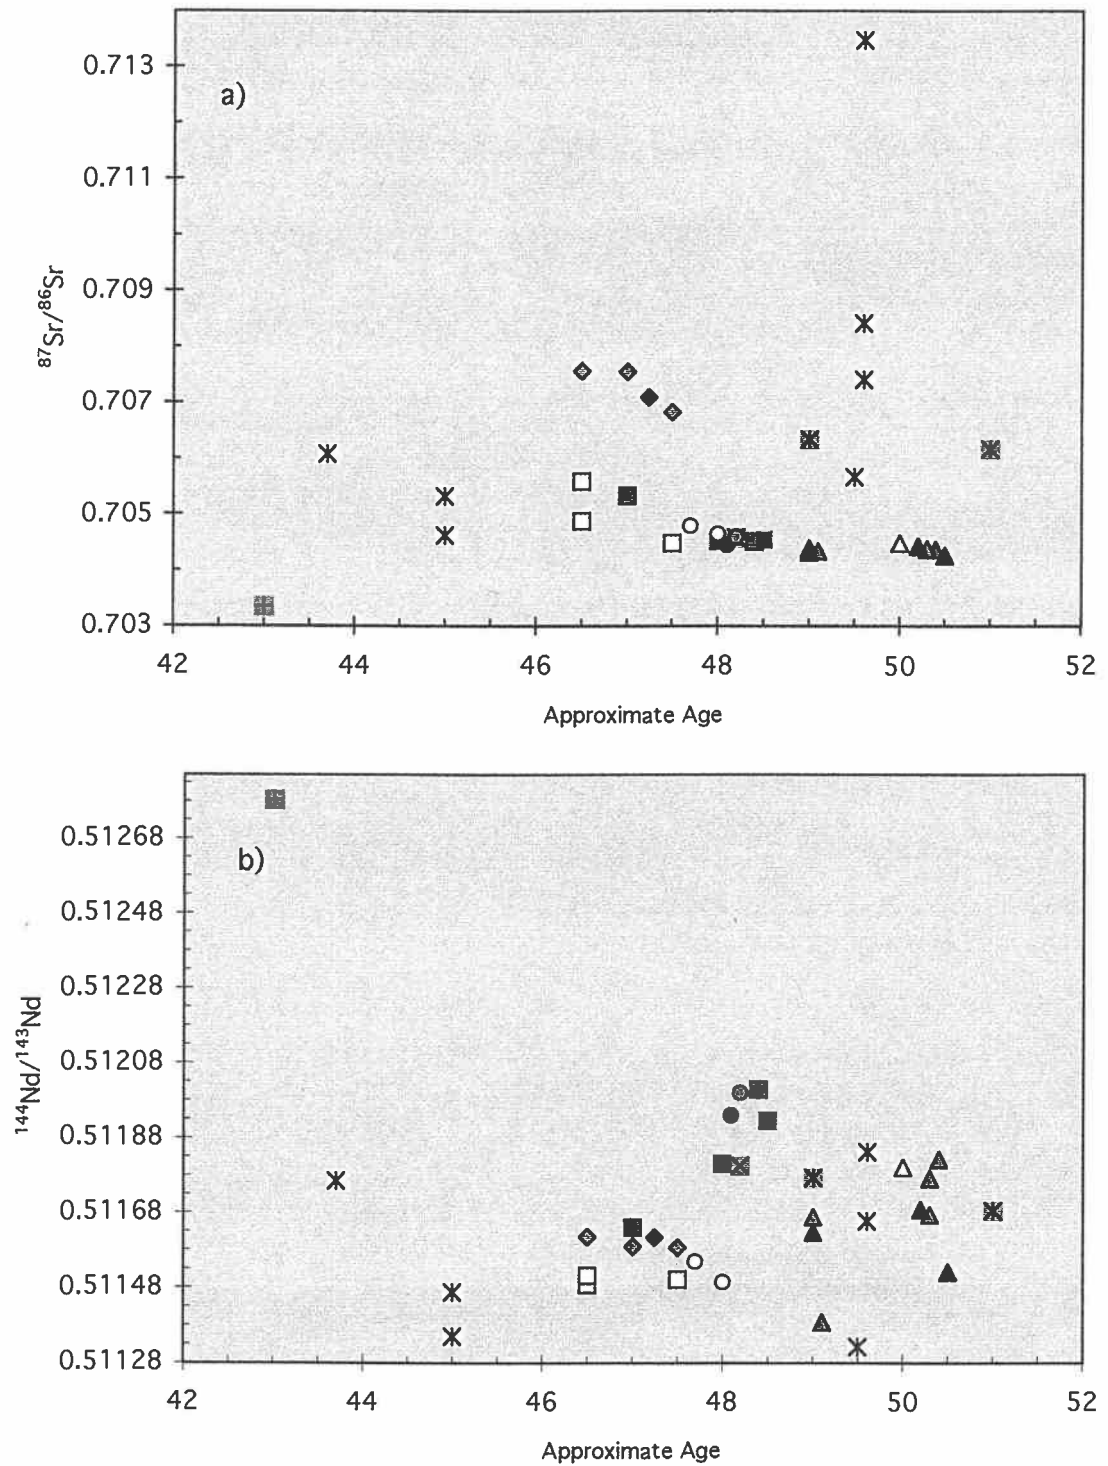 0.713
a)
0.711
0.709
⁸⁷Sr/⁸⁶Sr
0.707
0.705
0.703
42 44 46 48 50 52
Approximate Age
0.51268
b)
0.51248
0.51228
¹⁴⁴Nd/¹⁴³Nd
0.51208
0.51188
0.51168
0.51148
0.51128
42 44 46 48 50 52
Approximate Age